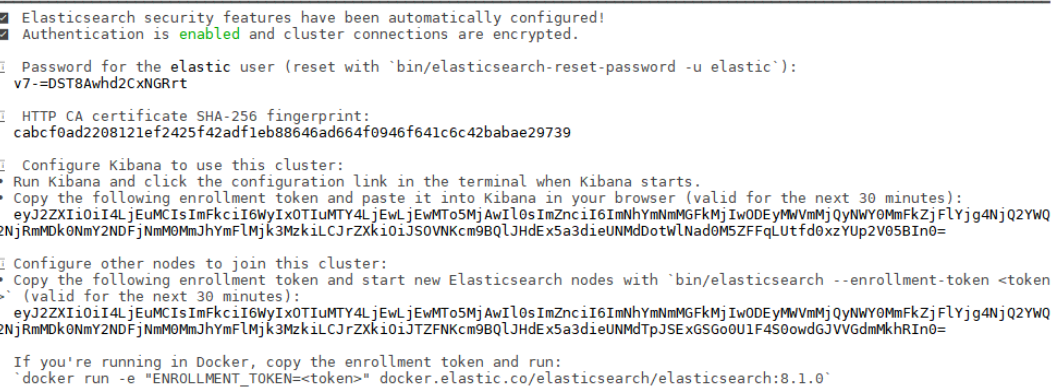 Elasticsearch security features have been automatically configured!
Authentication is enabled and cluster connections are encrypted.
Password for the elastic user (reset with `bin/elasticsearch-reset-password -u elastic`):
v7-=DST8Awhd2CxNGRrt
HTTP CA certificate SHA-256 fingerprint:
cabcf0ad2208121ef2425f42adf1eb88646ad664f0946f641c6c42babae29739
Configure Kibana to use this cluster:
• Run Kibana and click the configuration link in the terminal when Kibana starts.
• Copy the following enrollment token and paste it into Kibana in your browser (valid for the next 30 minutes):
eyJ2ZXIiOiI4LjEuMCIsImFkciI6WyIxOTIuMTY4LjEwLjEwMTo5MjAwIl0sImZnciI6ImNhYmNmMGFkMjIwODEyMWVmMjQyNWY0MmFkZjFlYjg4NjQ2YWQ
2NjRmMDk0NmY2NDFjNmM0MmJhYmFlMjk3MzkiLCJrZXkiOiJSOVNKcm9BQlJHdEx5a3dieUNMdDotWlNad0M5ZFFqLUtfd0xzYUp2V05BIn0=
Configure other nodes to join this cluster:
• Copy the following enrollment token and start new Elasticsearch nodes with `bin/elasticsearch --enrollment-token <token
>` (valid for the next 30 minutes):
eyJ2ZXIiOiI4LjEuMCIsImFkciI6WyIxOTIuMTY4LjEwLjEwMTo5MjAwIl0sImZnciI6ImNhYmNmMGFkMjIwODEyMWVmMjQyNWY0MmFkZjFlYjg4NjQ2YWQ
2NjRmMDk0NmY2NDFjNmM0MmJhYmFlMjk3MzkiLCJrZXkiOiJTZFNKcm9BQlJHdEx5a3dieUNMdTpJSExGSGo0U1F4S0owdGJVVGdmMkhRIn0=
If you're running in Docker, copy the enrollment token and run:
`docker run -e "ENROLLMENT_TOKEN=<token>" docker.elastic.co/elasticsearch/elasticsearch:8.1.0`